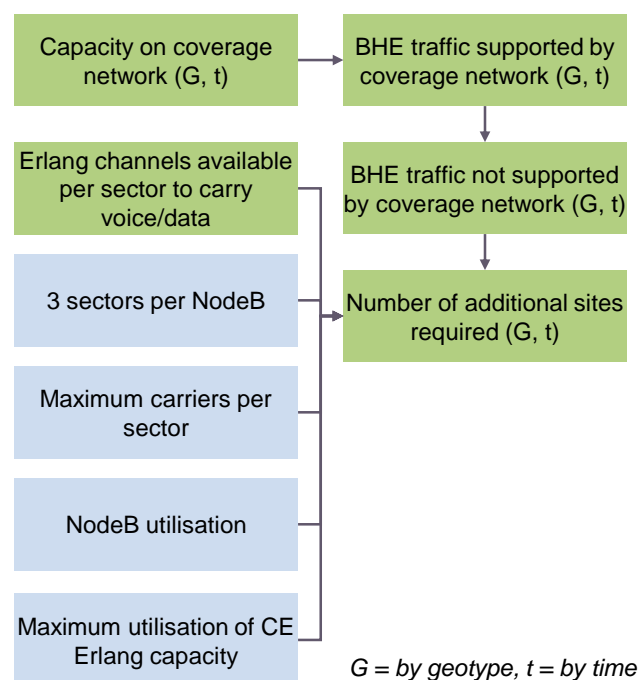 Capacity on coverage
network (G, t)
BHE traffic supported by
coverage network (G, t)
Erlang channels available
per sector to carry
voice/data
BHE traffic not supported
by coverage network (G, t)
3 sectors per NodeB
Number of additional sites
required (G, t)
Maximum carriers per
sector
NodeB utilisation
Maximum utilisation of CE
Erlang capacity
G = by geotype, t = by time